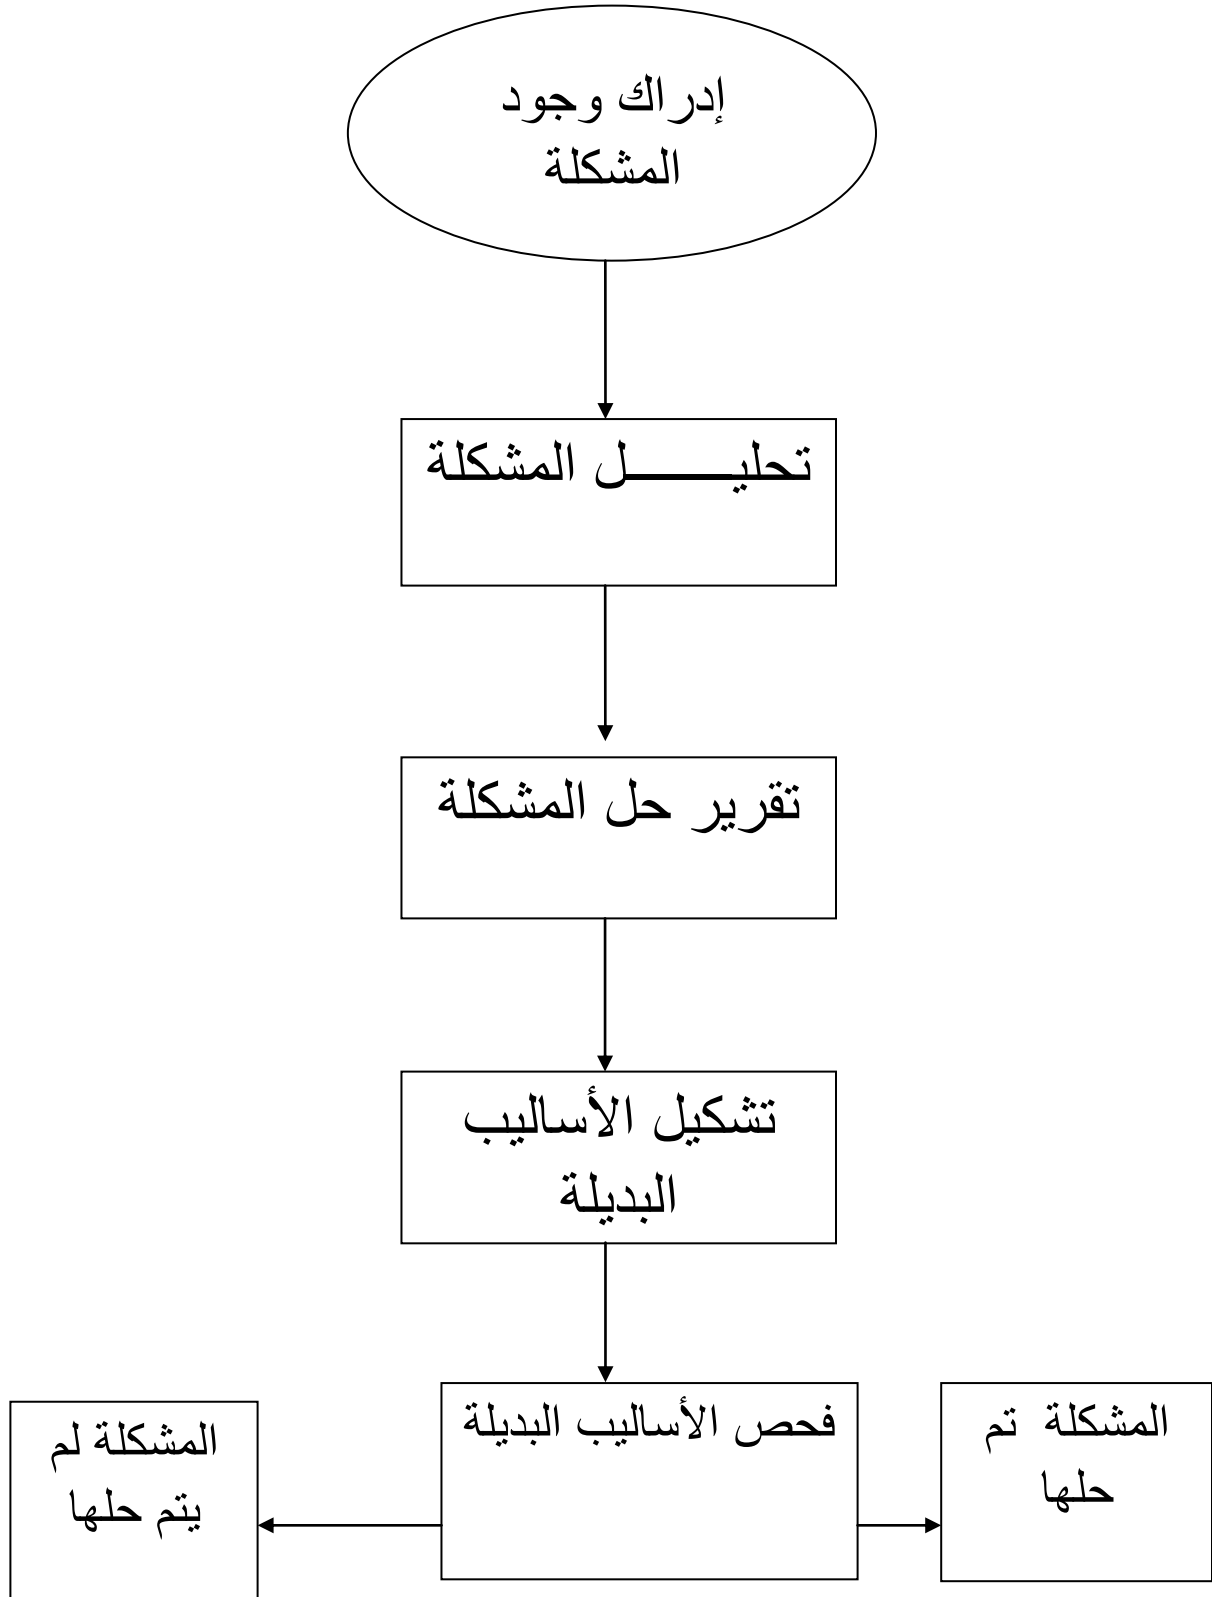 إدراك وجود
المشكلة
تحليـــــــل المشكلة
تقرير حل المشكلة
تشكيل الأساليب
البديلة
فحص الأساليب البديلة
المشكلة تم
حلها
المشكلة لم
يتم حلها